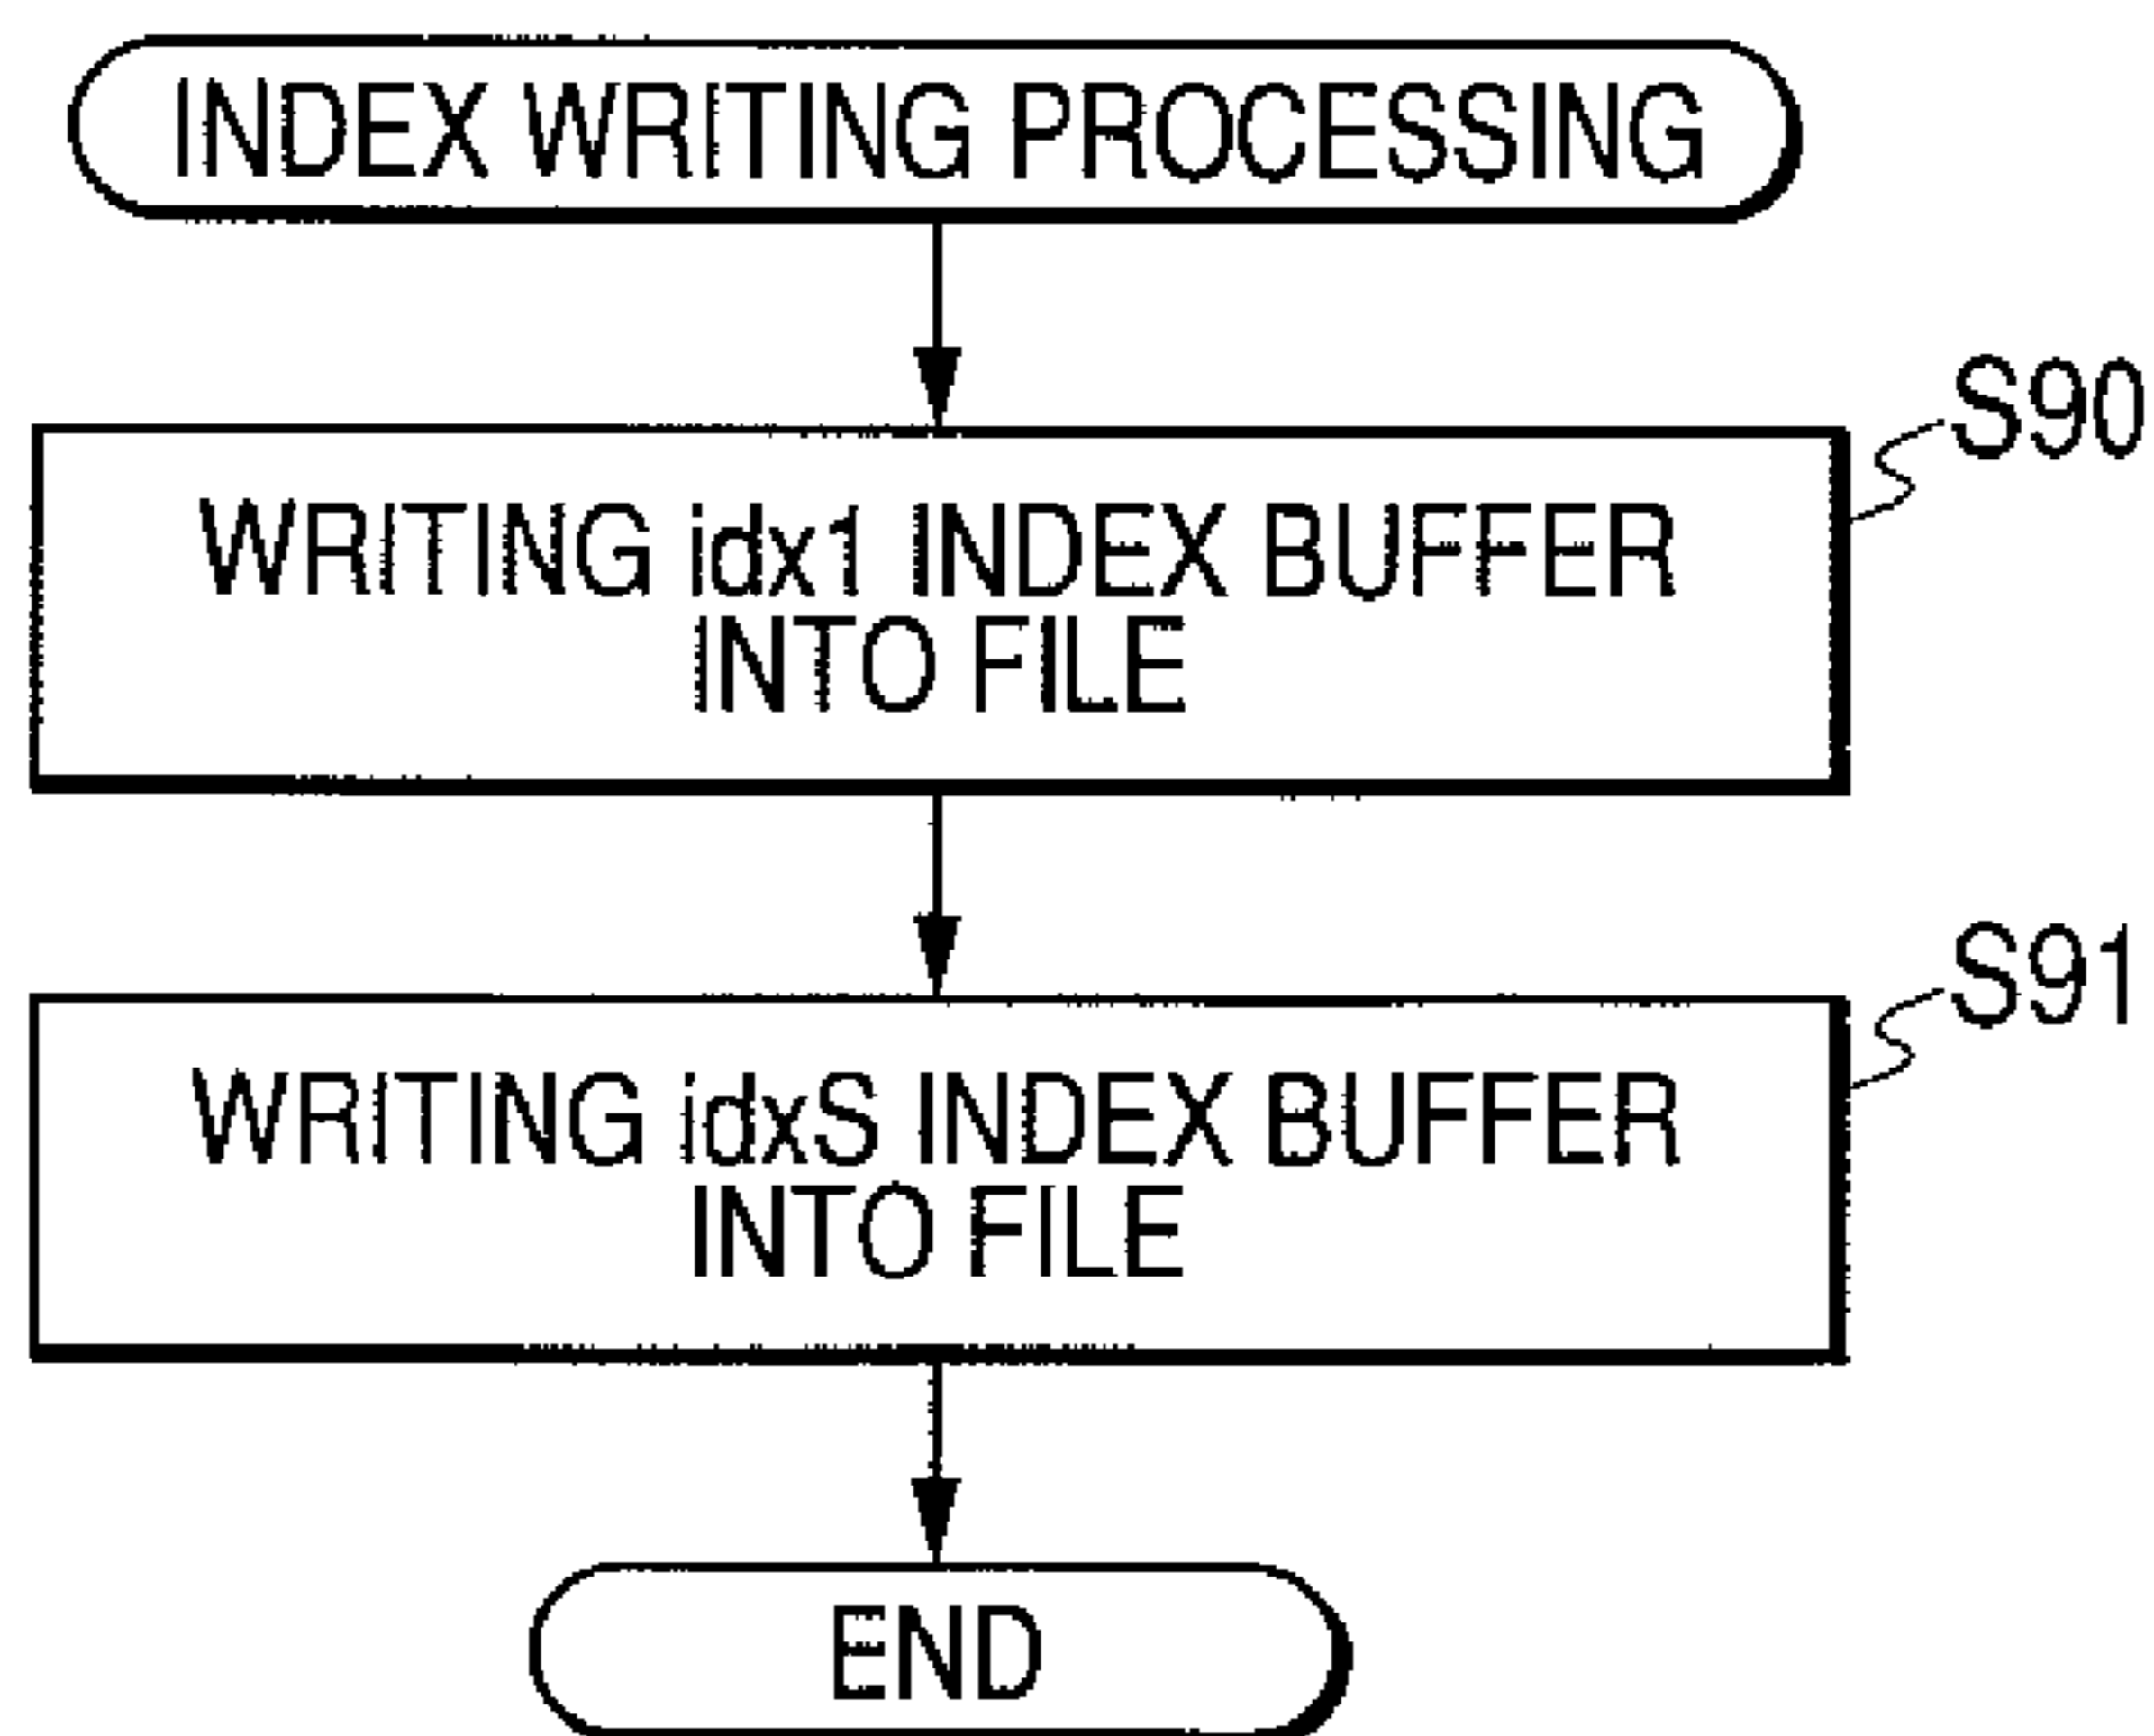 INDEX WRITING PROCESSING
S90
WRITING idx1 INDEX BUFFER
INTO FILE
S91
WRITING idxS INDEX BUFFER
INTO FILE
END